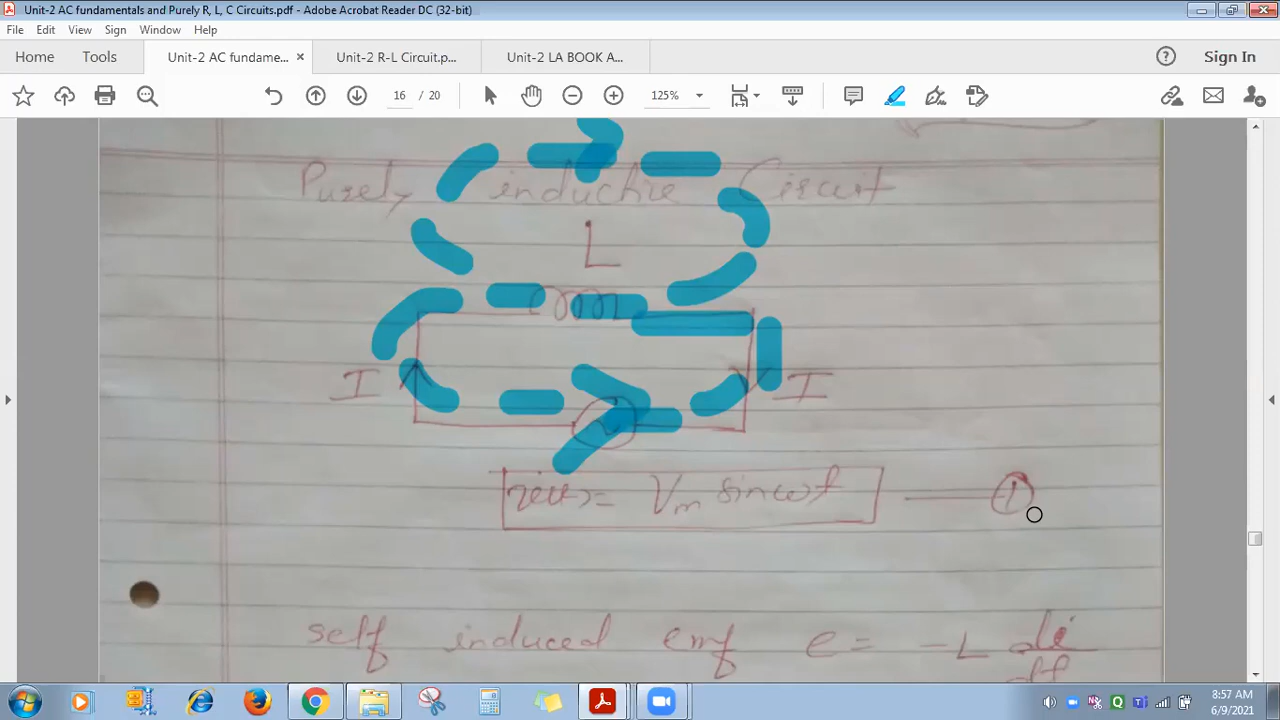 Unit-2 AC fundamentals and Purely R, L, C Circuits.pdf - Adobe Acrobat Reader DC (32-bit)
File Edit View Sign Window Help
Home Tools Unit-2 AC fundame... × Unit-2 R-L Circuit.p... Unit-2 LA BOOK A... Sign In
16 / 20 125%
Purely inductive Circuit
L
I I
= Vm sinωt ① 
self induced emf e = -L di
dt
8:57 AM
6/9/2021